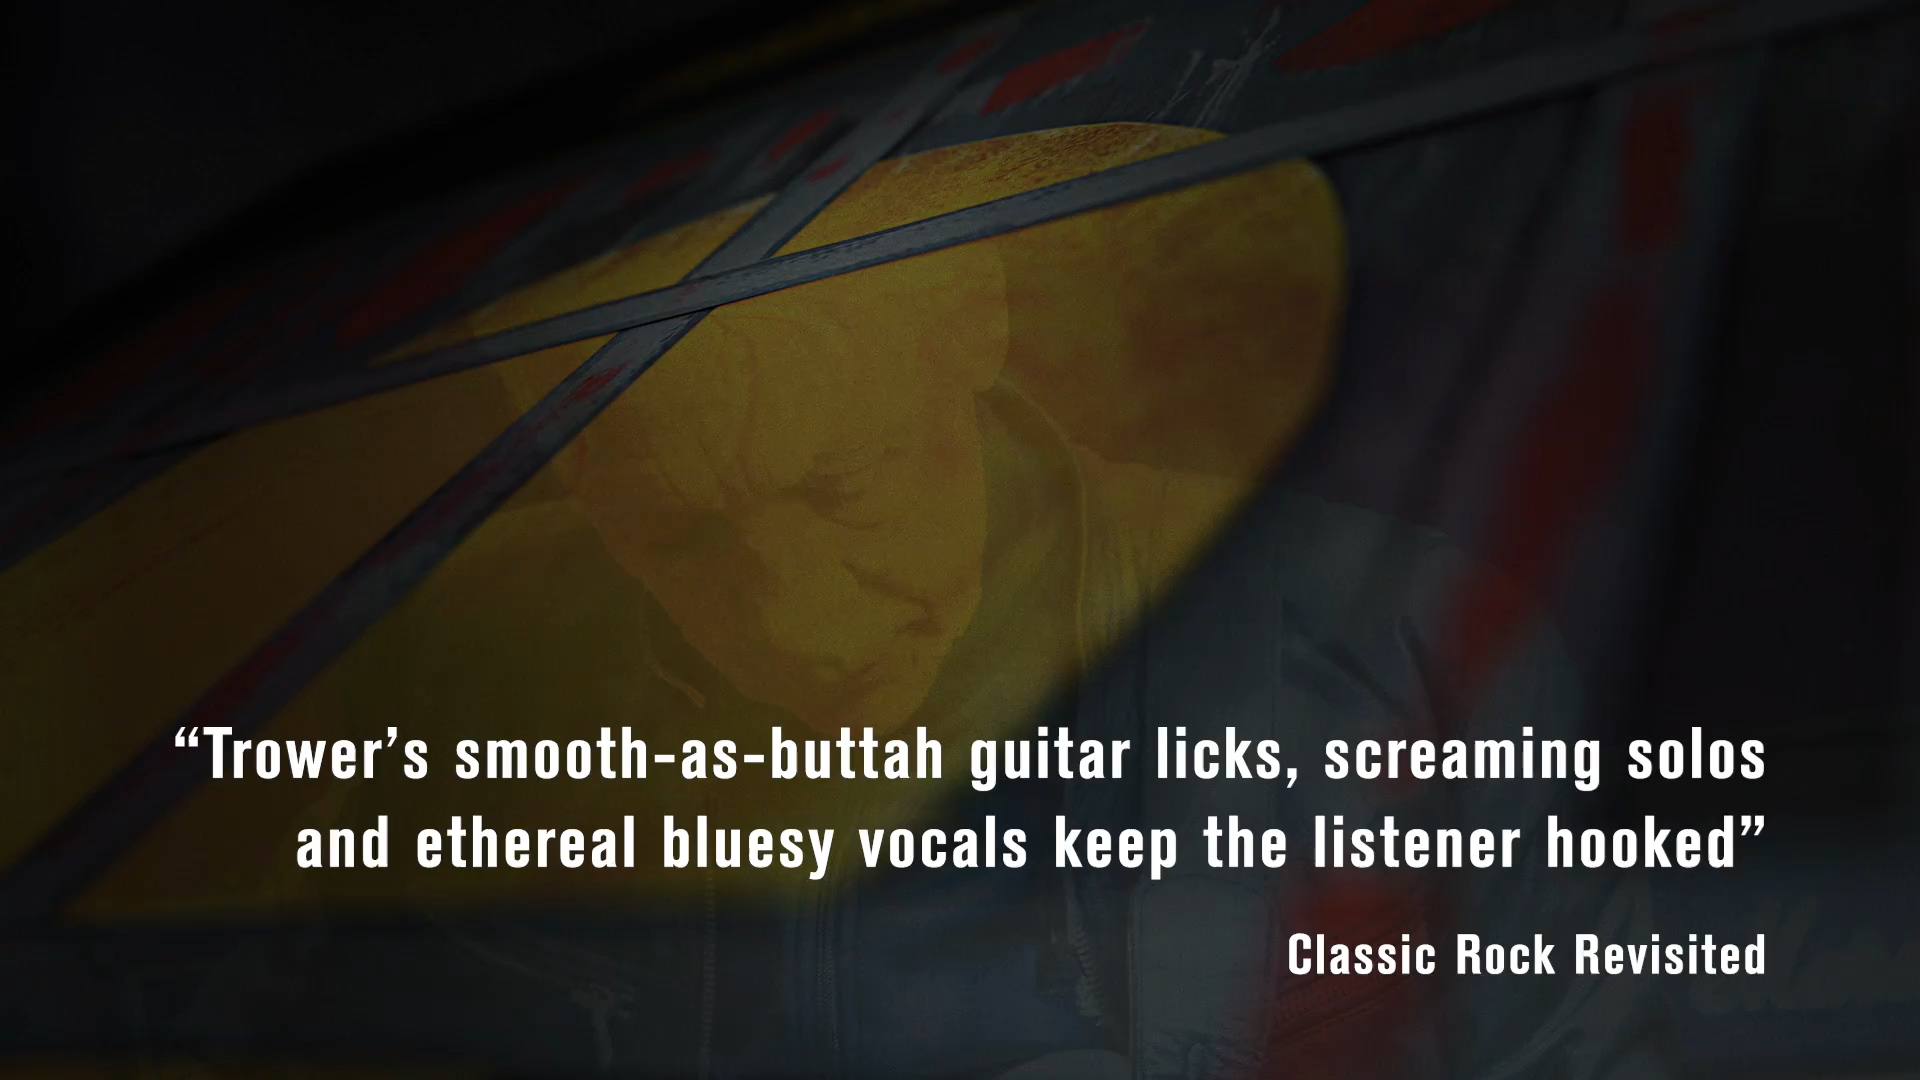 “Trower’s smooth-as-buttah guitar licks, screaming solos
and ethereal bluesy vocals keep the listener hooked”
Classic Rock Revisited